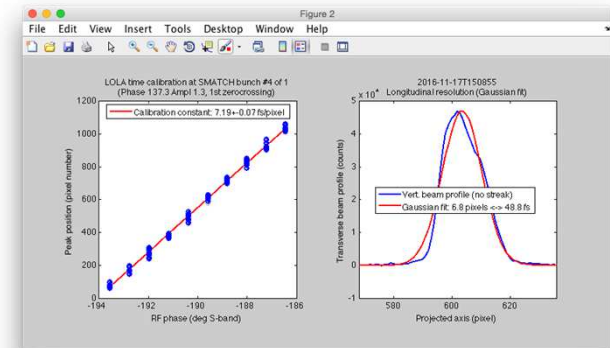 Figure 2
File Edit View Insert Tools Desktop Window Help
LOLA time calibration at SMATCH bunch #4 of 1
(Phase 137.3 Ampl 1.3, 1st zerocrossing)
Calibration constant: 7.19+-0.07 fs/pixel
Peak position (pixel number)
1200
1000
800
600
400
200
0
-194 -192 -190 -188 -186
RF phase (deg S-band)
2016-11-17T150855
Longitudinal resolution (Gaussian fit)
5 × 10⁴
Vert. beam profile (no streak)
Gaussian fit: 6.8 pixels <-> 48.8 fs
Transverse beam profile (counts)
4
3
2
1
0
-1
580 600 620
Projected axis (pixel)